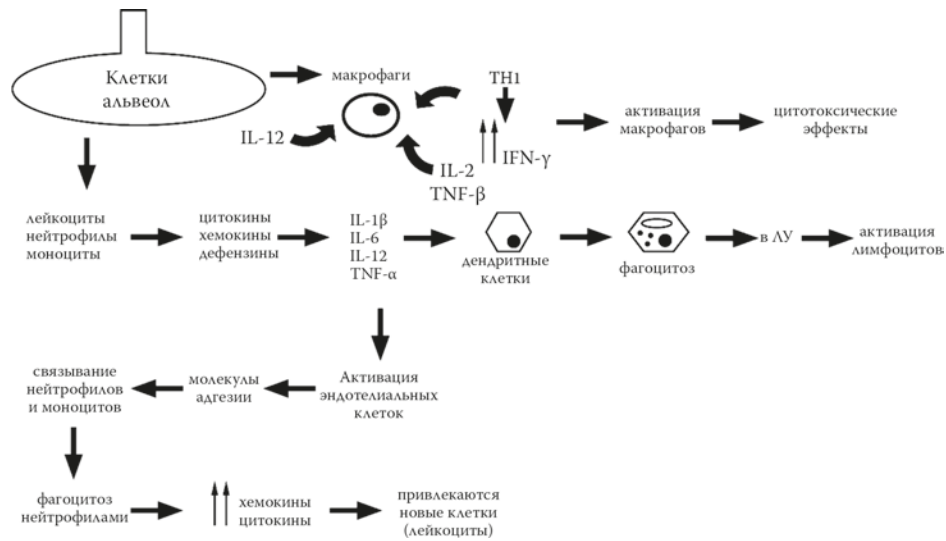 Клетки
альвеол
макрофаги
TH1
IL-12
IFN-γ
IL-2
TNF-β
активация
макрофагов
цитотоксические
эффекты
лейкоциты
нейтрофилы
моноциты
цитокины
хемокины
дефензины
IL-1β
IL-6
IL-12
TNF-α
дендритные
клетки
фагоцитоз
в ЛУ
активация
лимфоцитов
связывание
нейтрофилов
и моноцитов
молекулы
адгезии
Активация
эндотелиальных
клеток
фагоцитоз
нейтрофилами
хемокины
цитокины
привлекаются
новые клетки
(лейкоциты)